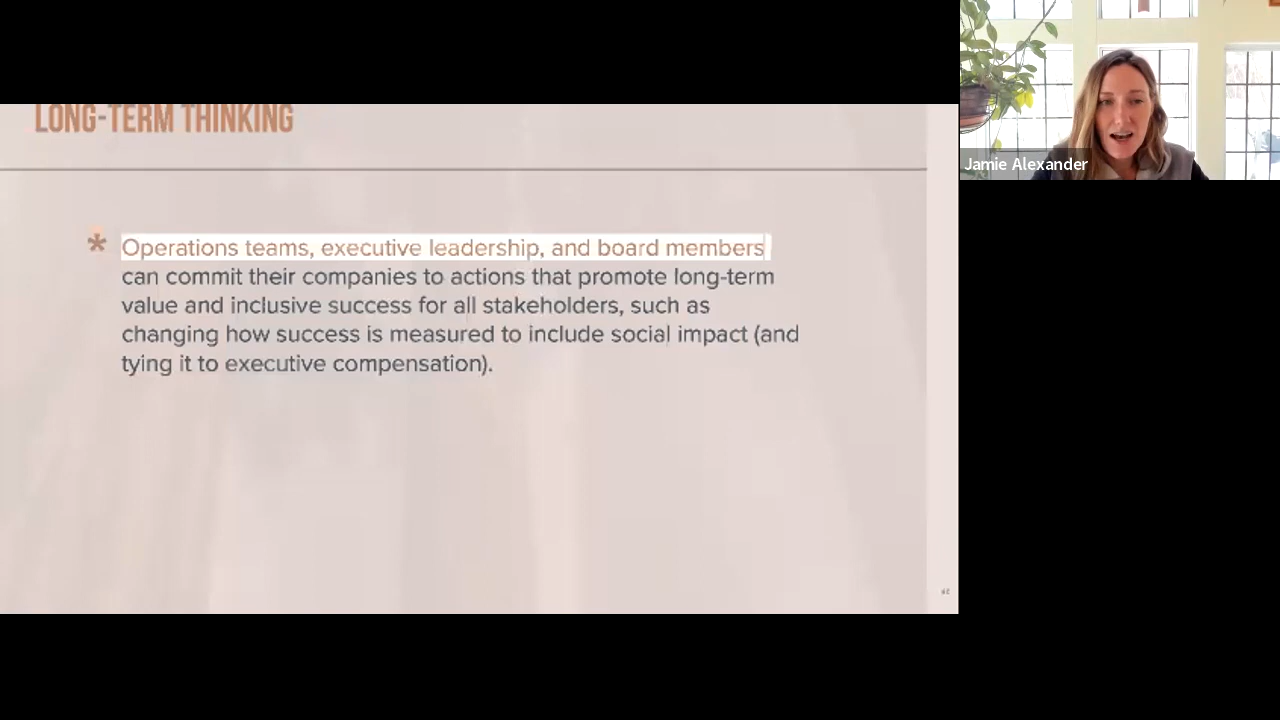 LONG-TERM THINKING
Jamie Alexander
* Operations teams, executive leadership, and board members
can commit their companies to actions that promote long-term
value and inclusive success for all stakeholders, such as
changing how success is measured to include social impact (and
tying it to executive compensation).